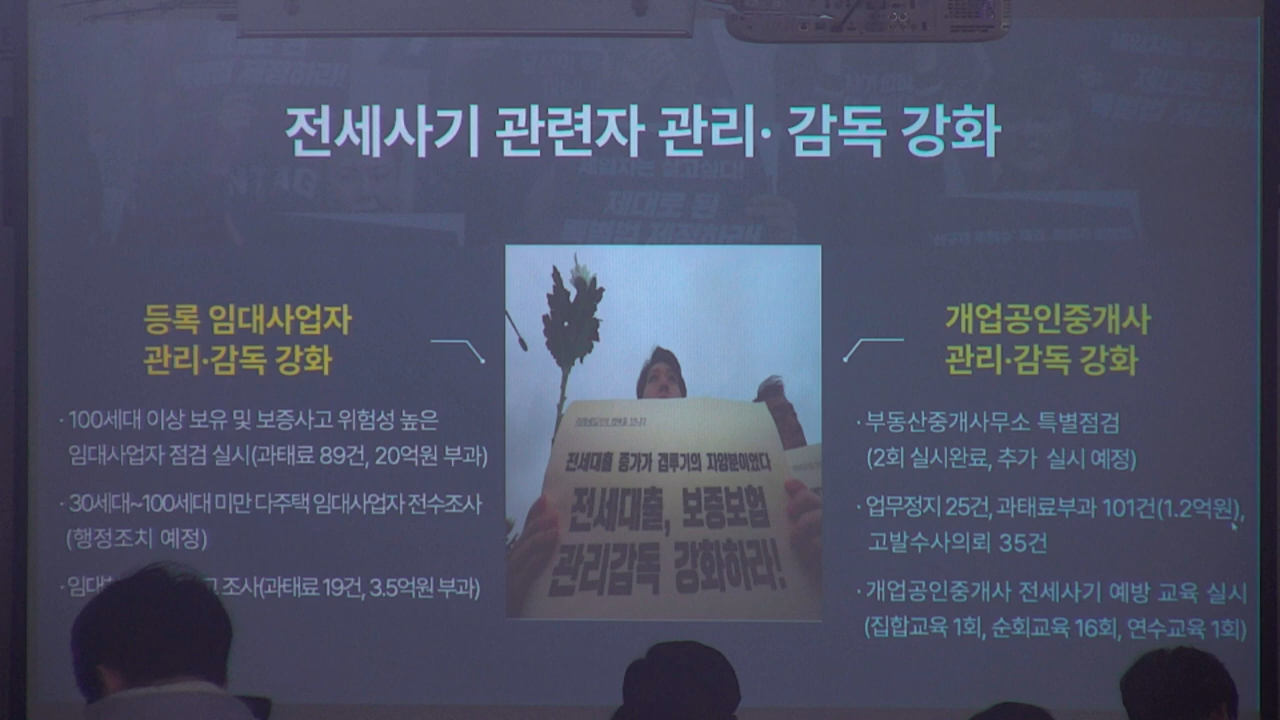 전세사기 관련자 관리·감독 강화
등록 임대사업자
관리·감독 강화
·100세대 이상 보유 및 보증사고 위험성 높은
임대사업자 점검 실시(과태료 89건, 20억원 부과)
·30세대~100세대 미만 다주택 임대사업자 전수조사
(행정조치 예정)
·임대 조사(과태료 19건, 3.5억원 부과)
전세대출 증가가 갭투기의 자양분이었다
전세대출, 보증보험
관리감독 강화하라!
개업공인중개사
관리·감독 강화
·부동산중개사무소 특별점검
(2회 실시완료, 추가 실시 예정)
·업무정지 25건, 과태료부과 101건(1.2억원),
고발수사의뢰 35건
·개업공인중개사 전세사기 예방 교육 실시
(집합교육 1회, 순회교육 16회, 연수교육 1회)
제대로 된